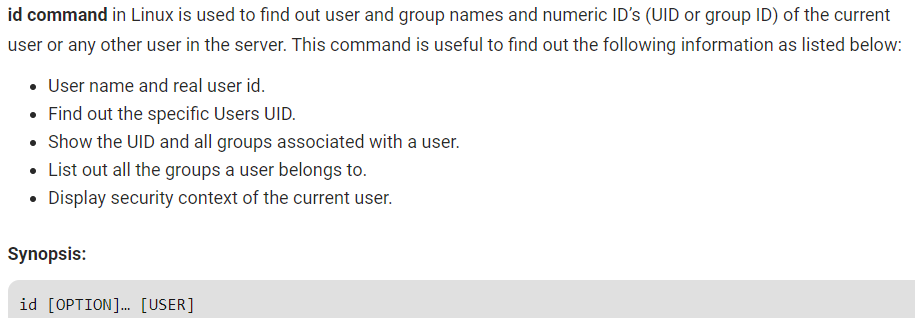 id command in Linux is used to find out user and group names and numeric ID’s (UID or group ID) of the current
user or any other user in the server. This command is useful to find out the following information as listed below:
• User name and real user id.
• Find out the specific Users UID.
• Show the UID and all groups associated with a user.
• List out all the groups a user belongs to.
• Display security context of the current user.
Synopsis:
id [OPTION]… [USER]